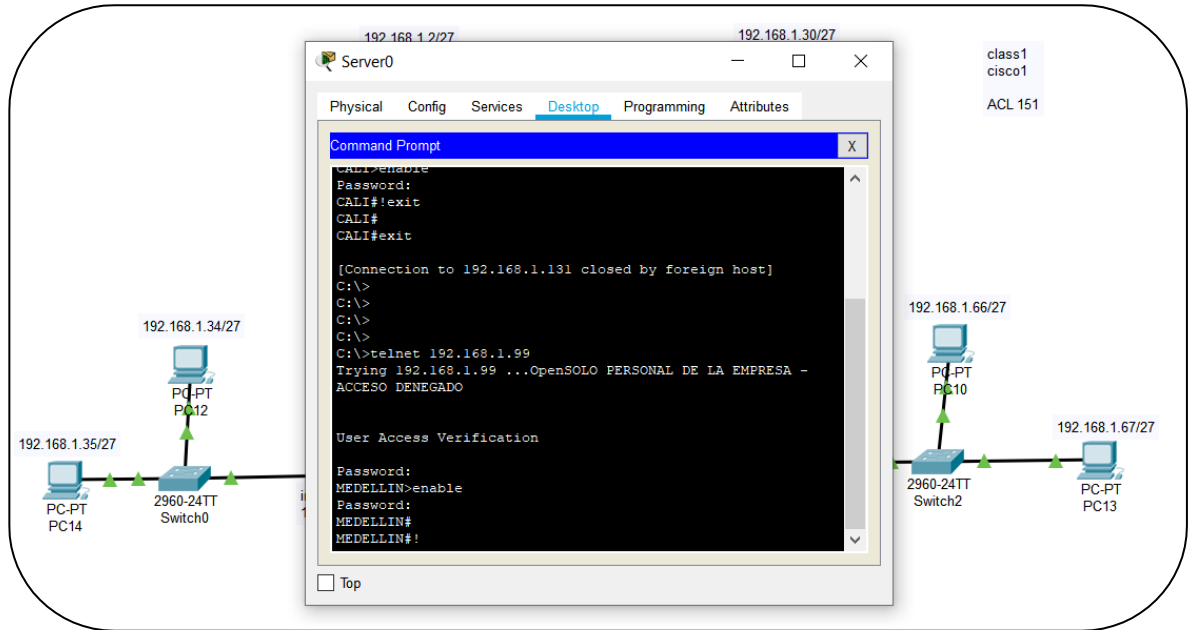 192.168.1.2/27
192.168.1.30/27
class1
cisco1
ACL 151
Server0
Physical Config Services Desktop Programming Attributes
Command Prompt
X
CALI>enable
Password:
CALI#!exit
CALI#
CALI#exit
[Connection to 192.168.1.131 closed by foreign host]
C:\>
C:\>
C:\>
C:\>
C:\>telnet 192.168.1.99
Trying 192.168.1.99 ...OpenSOLO PERSONAL DE LA EMPRESA -
ACCESO DENEGADO
User Access Verification
Password:
MEDELLIN>enable
Password:
MEDELLIN#
MEDELLIN#!
Top
192.168.1.34/27
PC-PT
PC12
192.168.1.35/27
PC-PT
PC14
2960-24TT
Switch0
192.168.1.66/27
PC-PT
PC10
192.168.1.67/27
2960-24TT
Switch2
PC-PT
PC13